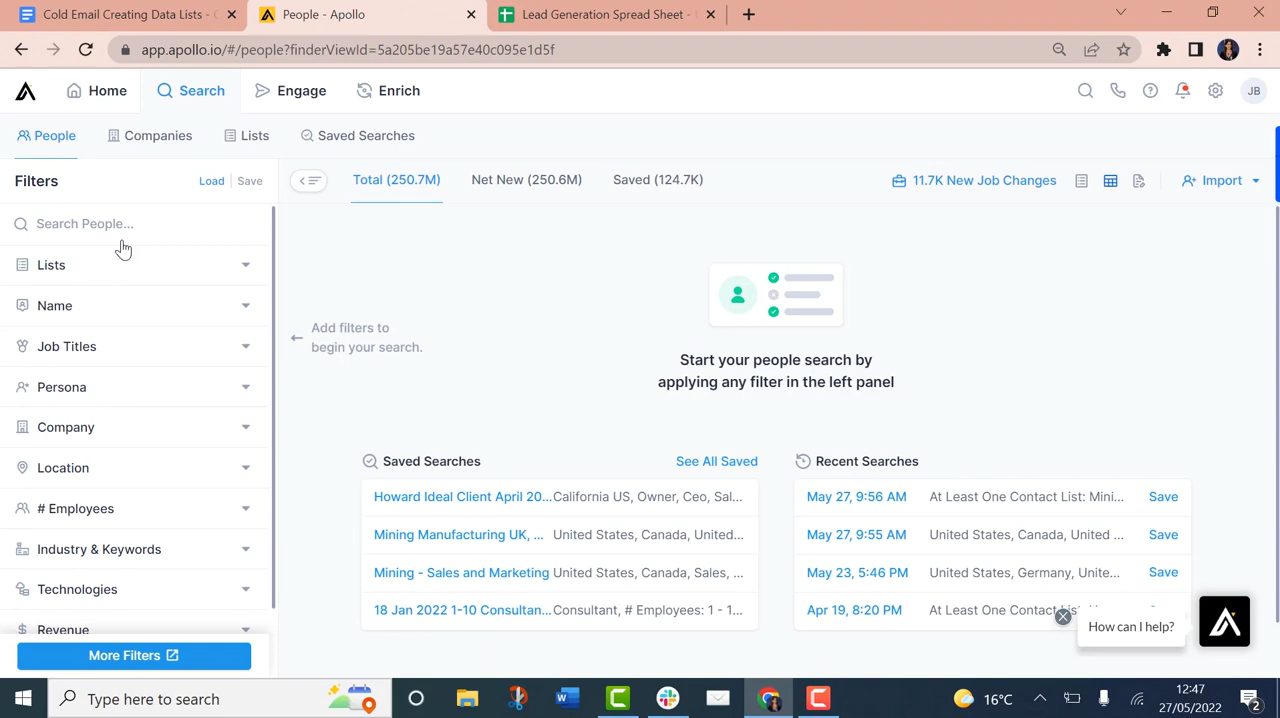 Cold Email Creating Data Lists -
People - Apollo
Lead Generation Spread Sheet -
app.apollo.io/#/people?finderViewId=5a205be19a57e40c095e1d5f
Home
Search
Engage
Enrich
JB
People
Companies
Lists
Saved Searches
Filters
Load
Save
Total (250.7M)
Net New (250.6M)
Saved (124.7K)
11.7K New Job Changes
Import
Search People...
Lists
Name
Job Titles
Persona
Company
Location
# Employees
Industry & Keywords
Technologies
Revenue
More Filters
Add filters to
begin your search.
Start your people search by
applying any filter in the left panel
Saved Searches
See All Saved
Howard Ideal Client April 20... California US, Owner, Ceo, Sal...
Mining Manufacturing UK, ... United States, Canada, United...
Mining - Sales and Marketing United States, Canada, Sales, ...
18 Jan 2022 1-10 Consultan... Consultant, # Employees: 1 - 1...
Recent Searches
May 27, 9:56 AM At Least One Contact List: Mini... Save
May 27, 9:55 AM United States, Canada, United ... Save
May 23, 5:46 PM United States, Germany, Unite... Save
Apr 19, 8:20 PM At Least One Contact
How can I help?
Type here to search
16°C
12:47
27/05/2022
2